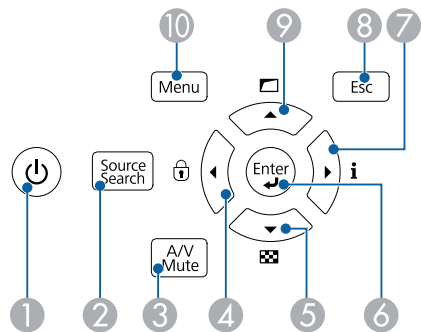 10 9 8 7
Menu
Esc
Source
Search
Enter
i
A/V
Mute
1 2 3 4 5 6